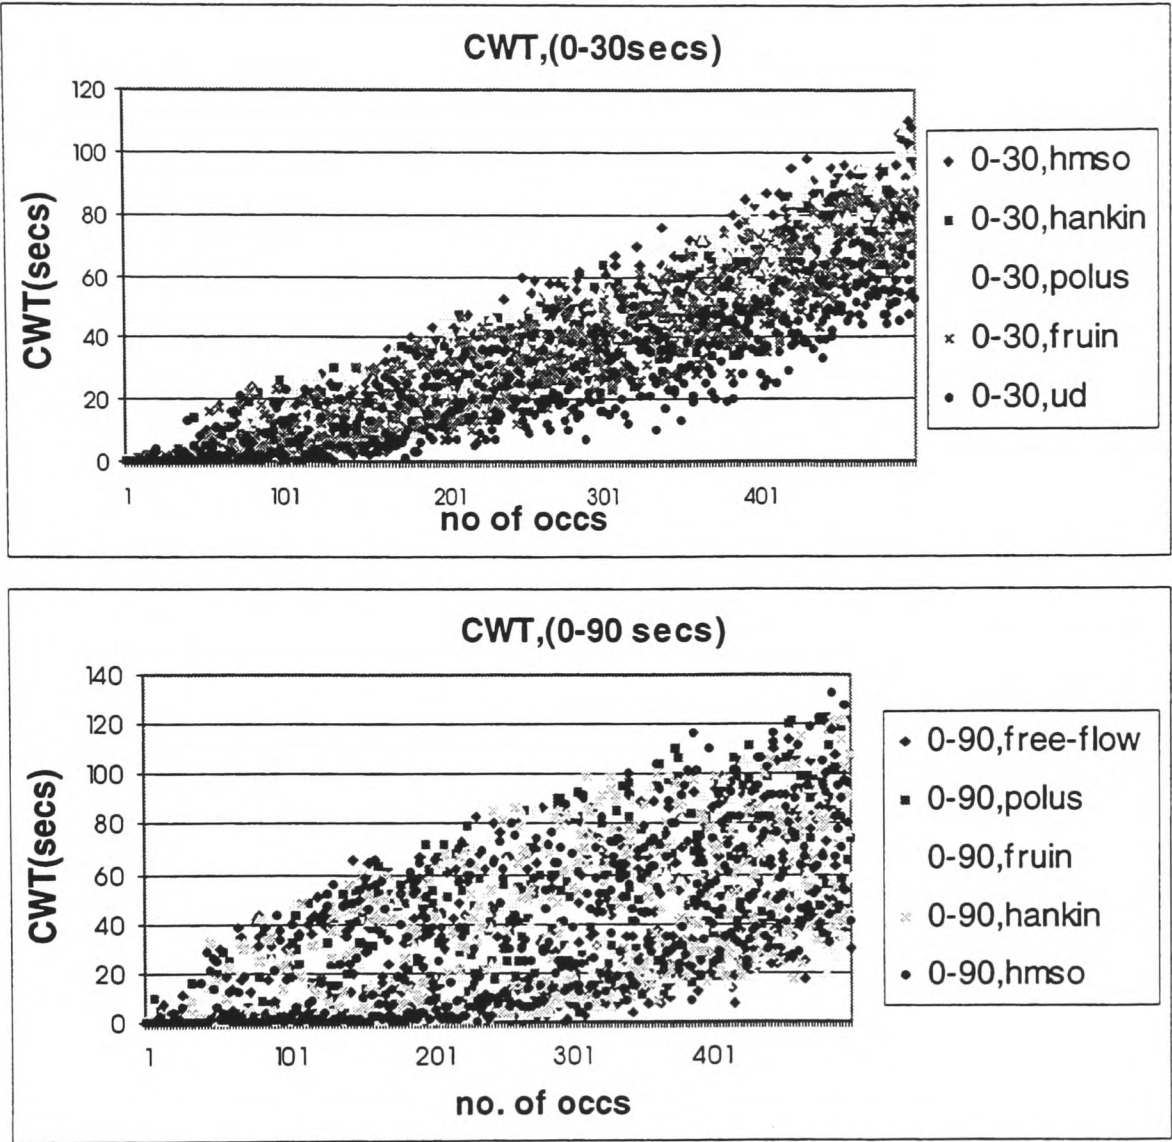 CWT,(0-30secs)
120
100
80
60
40
20
0
CWT(secs)
1 101 201 301 401
no of occs
0-30,hmso
0-30,hankin
0-30,polus
0-30,fruin
0-30,ud
CWT,(0-90 secs)
140
120
100
80
60
40
20
0
CWT(secs)
1 101 201 301 401
no. of occs
0-90,free-flow
0-90,polus
0-90,fruin
0-90,hankin
0-90,hmso